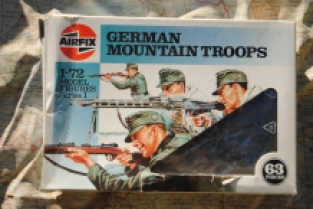 AIRFIX
GERMAN
MOUNTAIN TROOPS
1-72
MODEL
FIGURES
63